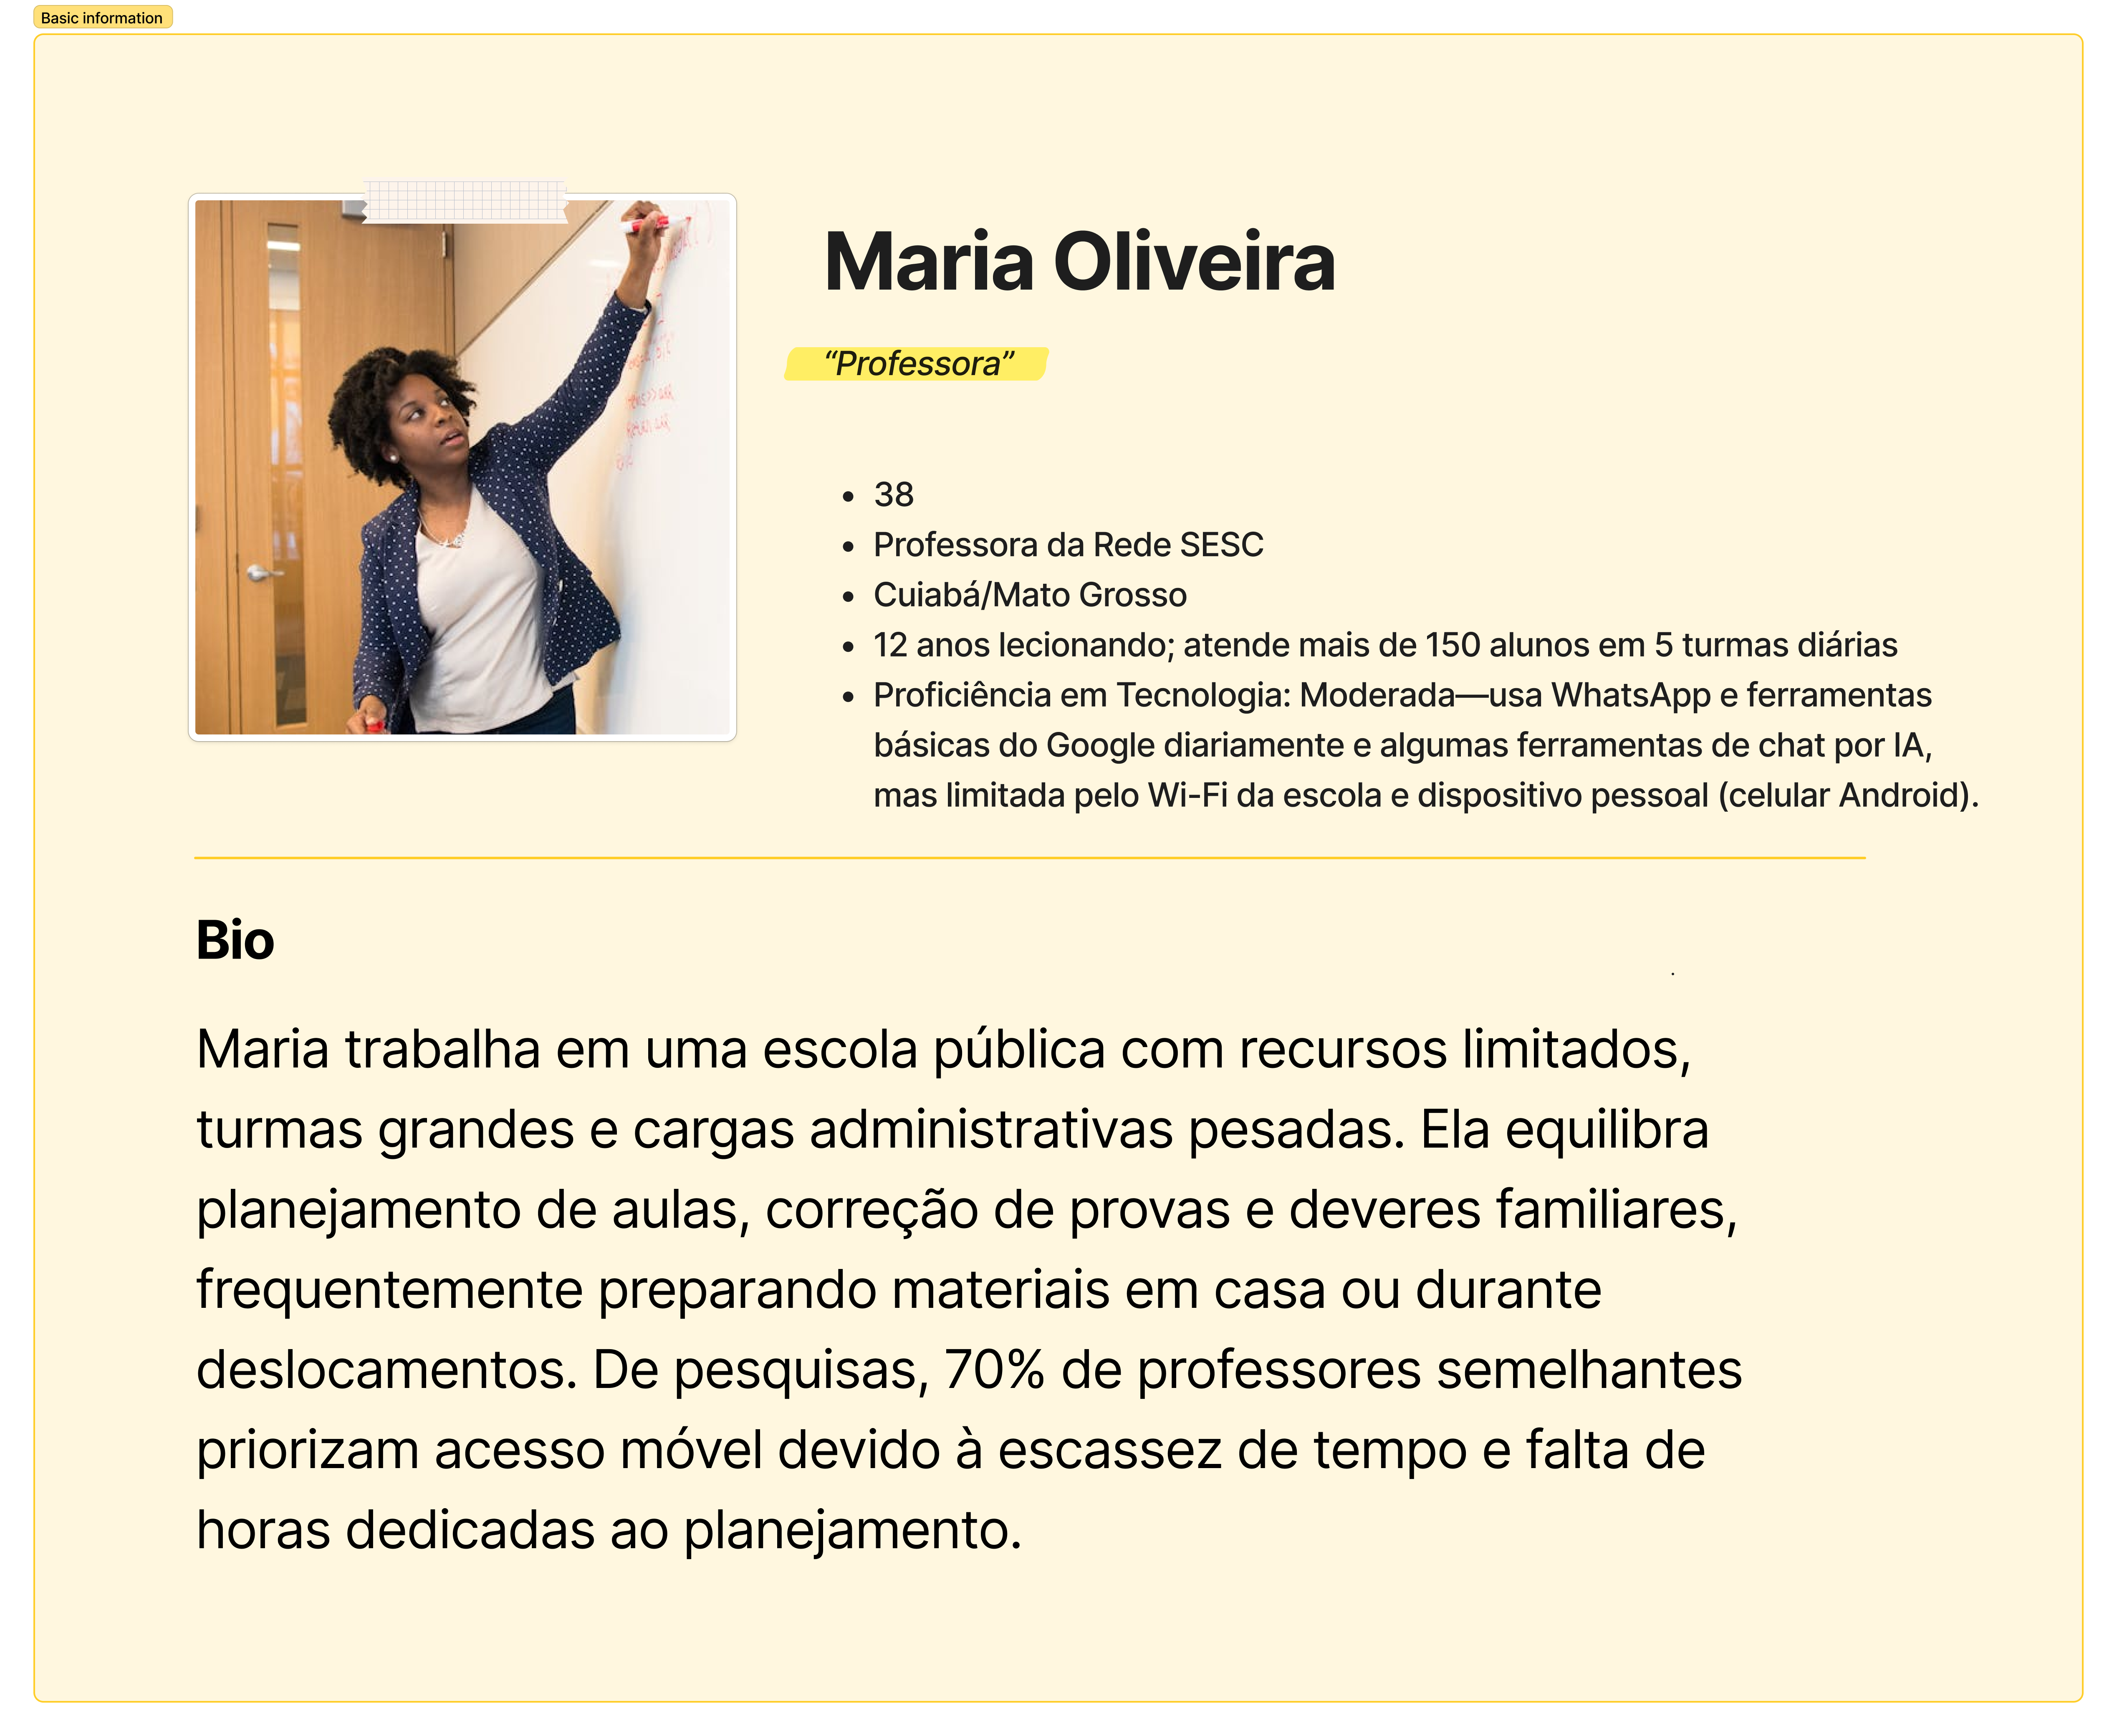 Basic information
Maria Oliveira
“Professora”
• 38
• Professora da Rede SESC
• Cuiabá/Mato Grosso
• 12 anos lecionando; atende mais de 150 alunos em 5 turmas diárias
• Proficiência em Tecnologia: Moderada—usa WhatsApp e ferramentas
básicas do Google diariamente e algumas ferramentas de chat por IA,
mas limitada pelo Wi-Fi da escola e dispositivo pessoal (celular Android).
Bio
.
Maria trabalha em uma escola pública com recursos limitados,
turmas grandes e cargas administrativas pesadas. Ela equilibra
planejamento de aulas, correção de provas e deveres familiares,
frequentemente preparando materiais em casa ou durante
deslocamentos. De pesquisas, 70% de professores semelhantes
priorizam acesso móvel devido à escassez de tempo e falta de
horas dedicadas ao planejamento.